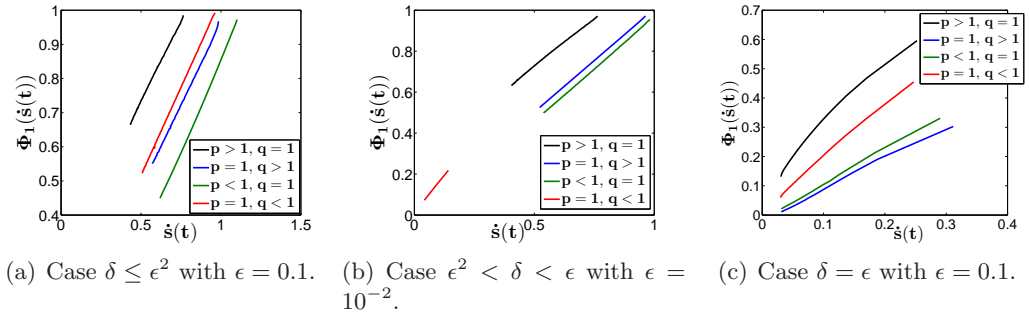 1
0.9
0.8
0.7
0.6
0.5
0.4
0
0.5
1
1.5
Φ₁(ṡ(t))
ṡ(t)
p > 1, q = 1
p = 1, q > 1
p < 1, q = 1
p = 1, q < 1
1
0.8
0.6
0.4
0.2
0
0
0.5
1
Φ₁(ṡ(t))
ṡ(t)
p > 1, q = 1
p = 1, q > 1
p < 1, q = 1
p = 1, q < 1
0.7
0.6
0.5
0.4
0.3
0.2
0.1
0
0
0.1
0.2
0.3
0.4
Φ₁(ṡ(t))
ṡ(t)
p > 1, q = 1
p = 1, q > 1
p < 1, q = 1
p = 1, q < 1
(a) Case δ ≤ ϵ² with ϵ = 0.1.
(b) Case ϵ² < δ < ϵ with ϵ =
10⁻².
(c) Case δ = ϵ with ϵ = 0.1.